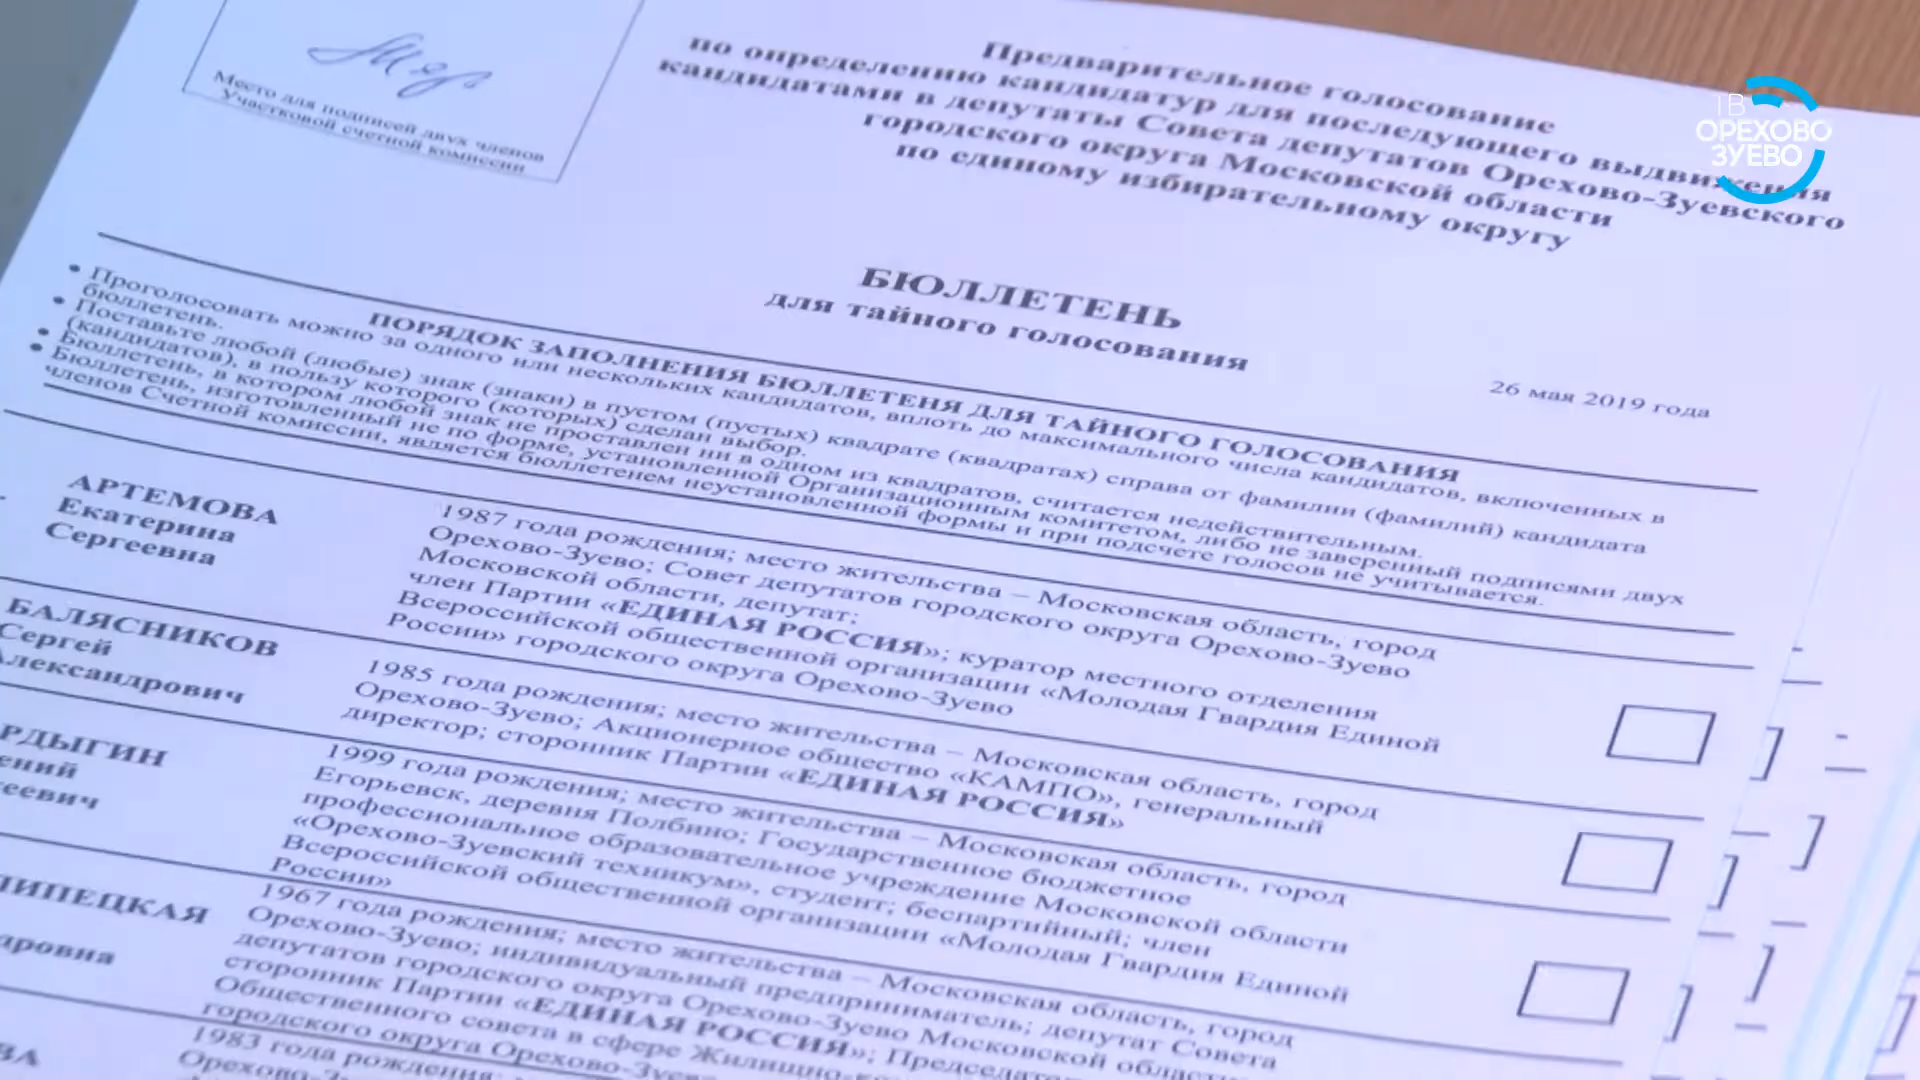 Место для подписей двух членов
Участковой счетной комиссии
Предварительное голосование
по определению кандидатур для последующего выдвижения
кандидатами в депутаты Совета депутатов Орехово-Зуевского
городского округа Московской области
по единому избирательному округу
ТВ
ОРЕХОВО
ЗУЕВО
БЮЛЛЕТЕНЬ
для тайного голосования
26 мая 2019 года
ПОРЯДОК ЗАПОЛНЕНИЯ БЮЛЛЕТЕНЯ ДЛЯ ТАЙНОГО ГОЛОСОВАНИЯ
• Проголосовать можно за одного или нескольких кандидатов, вплоть до максимального числа кандидатов, включенных в
бюллетень.
• Поставьте любой (любые) знак (знаки) в пустом (пустых) квадрате (квадратах) справа от фамилии (фамилий) кандидата
(кандидатов), в пользу которого (которых) сделан выбор.
• Бюллетень, в котором любой знак не проставлен ни в одном из квадратов, считается недействительным.
• Бюллетень, изготовленный не по форме, установленной Организационным комитетом, либо не заверенный подписями двух
членов Счетной комиссии, является бюллетенем неустановленной формы и при подсчете голосов не учитывается.
АРТЕМОВА
Екатерина
Сергеевна
1987 года рождения; место жительства – Московская область, город
Орехово-Зуево; Совет депутатов городского округа Орехово-Зуево
Московской области, депутат;
член Партии «ЕДИНАЯ РОССИЯ»; куратор местного отделения
Всероссийской общественной организации «Молодая Гвардия Единой
России» городского округа Орехово-Зуево
БАЛЯСНИКОВ
Сергей
Александрович
1985 года рождения; место жительства – Московская область, город
Орехово-Зуево; Акционерное общество «КАМПО», генеральный
директор; сторонник Партии «ЕДИНАЯ РОССИЯ»
РДЫГИН
ений
еевич
1999 года рождения; место жительства – Московская область, город
Егорьевск, деревня Полбино; Государственное бюджетное
профессиональное образовательное учреждение Московской области
«Орехово-Зуевский техникум», студент; беспартийный; член
Всероссийской общественной организации «Молодая Гвардия Единой
России»
ЛИПЕЦКАЯ
аровна
1967 года рождения; место жительства – Московская область, город
Орехово-Зуево; индивидуальный предприниматель; депутат Совета
депутатов городского округа Орехово-Зуево Московской области;
сторонник Партии «ЕДИНАЯ РОССИЯ»; Председатель
Общественного совета в сфере Жилищно-
городского округа Орехово-Зуево
ВА
1983 года рождения;
Орехово-З